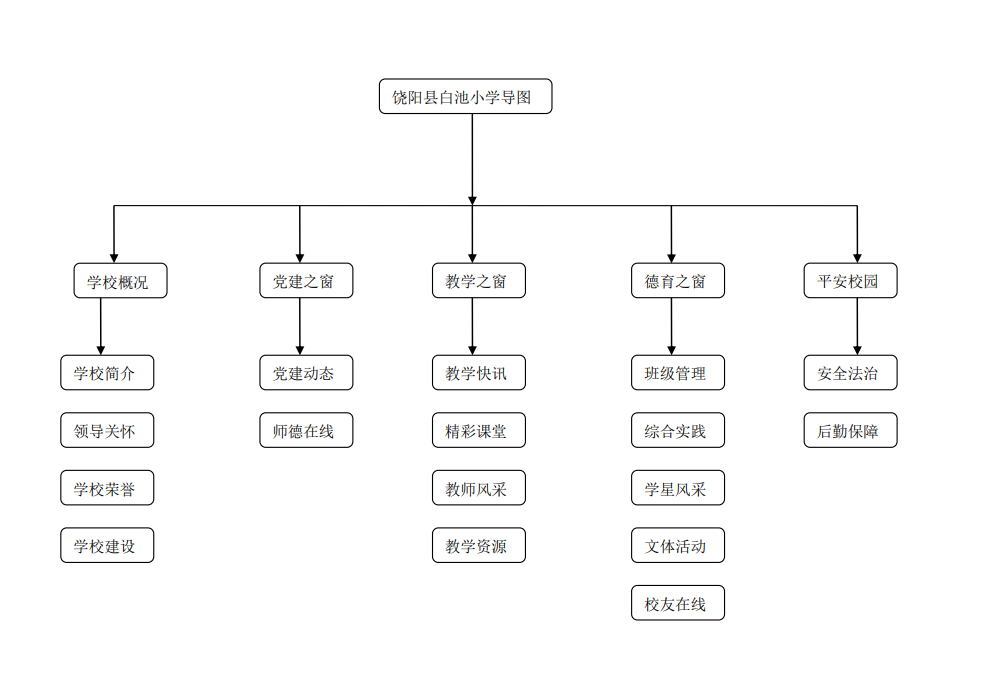 饶阳县白池小学导图
学校概况
党建之窗
教学之窗
德育之窗
平安校园
学校简介
党建动态
教学快讯
班级管理
安全法治
领导关怀
师德在线
精彩课堂
综合实践
后勤保障
学校荣誉
教师风采
学星风采
学校建设
教学资源
文体活动
校友在线